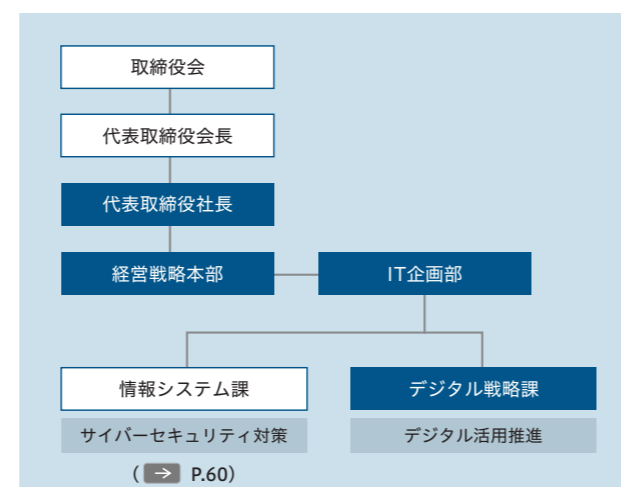 取締役会
代表取締役会長
代表取締役社長
経営戦略本部
IT企画部
情報システム課
デジタル戦略課
サイバーセキュリティ対策
デジタル活用推進
(→ P.60)